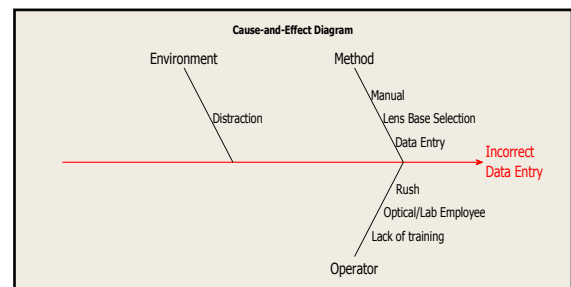 Cause-and-Effect Diagram
Environment
Method
Manual
Distraction
Lens Base Selection
Data Entry
Incorrect
Data Entry
Rush
Optical/Lab Employee
Lack of training
Operator